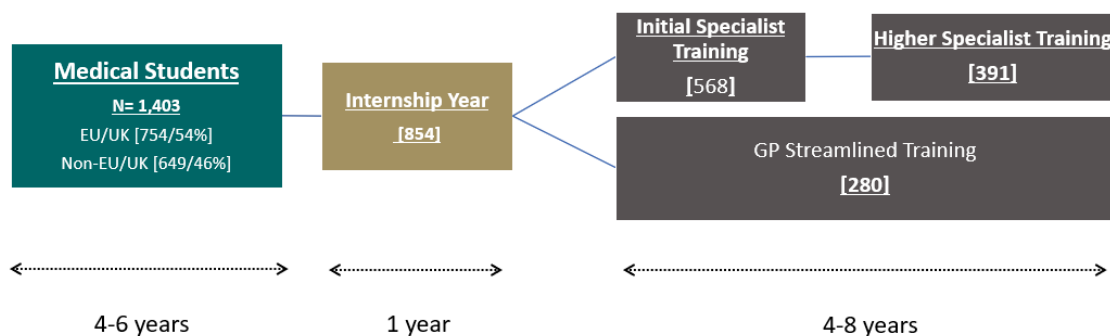 Medical Students
N= 1,403
EU/UK [754/54%]
Non-EU/UK [649/46%]
Internship Year
[854]
Initial Specialist
Training
[568]
Higher Specialist Training
[391]
GP Streamlined Training
[280]
4-6 years
1 year
4-8 years